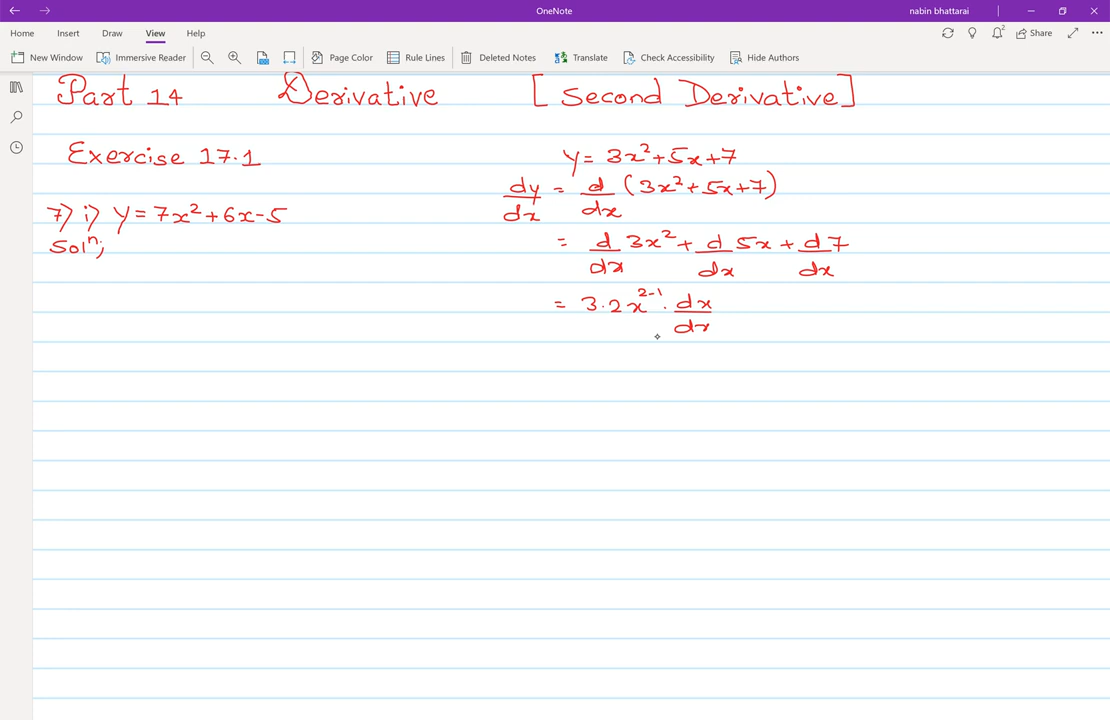 OneNote
nabin bhattarai
Home Insert Draw View Help
2 Share
New Window Immersive Reader Page Color Rule Lines Deleted Notes Translate Check Accessibility Hide Authors
Part 14 Derivative [Second Derivative]
Exercise 17.1
7) i) y = 7x² + 6x - 5
Solⁿ,
y = 3x² + 5x + 7
dy/dx = d/dx (3x² + 5x + 7)
= d/dx 3x² + d/dx 5x + d/dx 7
= 3·2x²⁻¹ · dx/dx